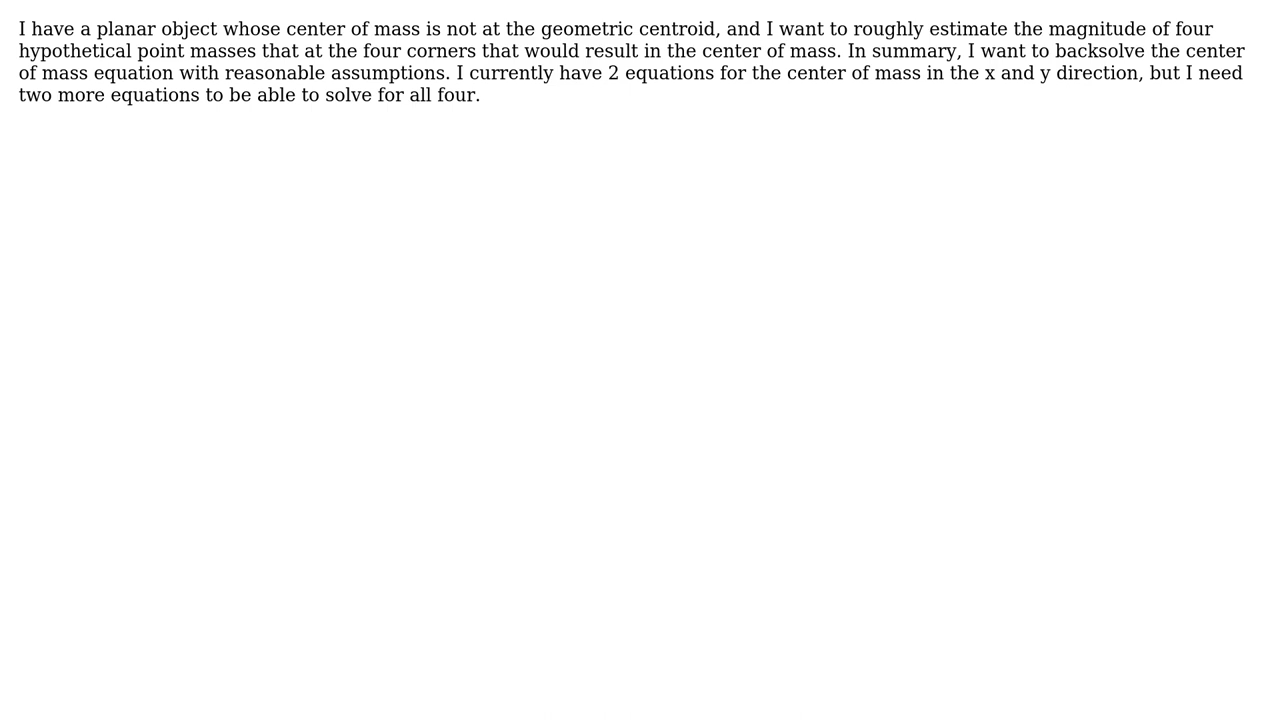 I have a planar object whose center of mass is not at the geometric centroid, and I want to roughly estimate the magnitude of four
hypothetical point masses that at the four corners that would result in the center of mass. In summary, I want to backsolve the center
of mass equation with reasonable assumptions. I currently have 2 equations for the center of mass in the x and y direction, but I need
two more equations to be able to solve for all four.